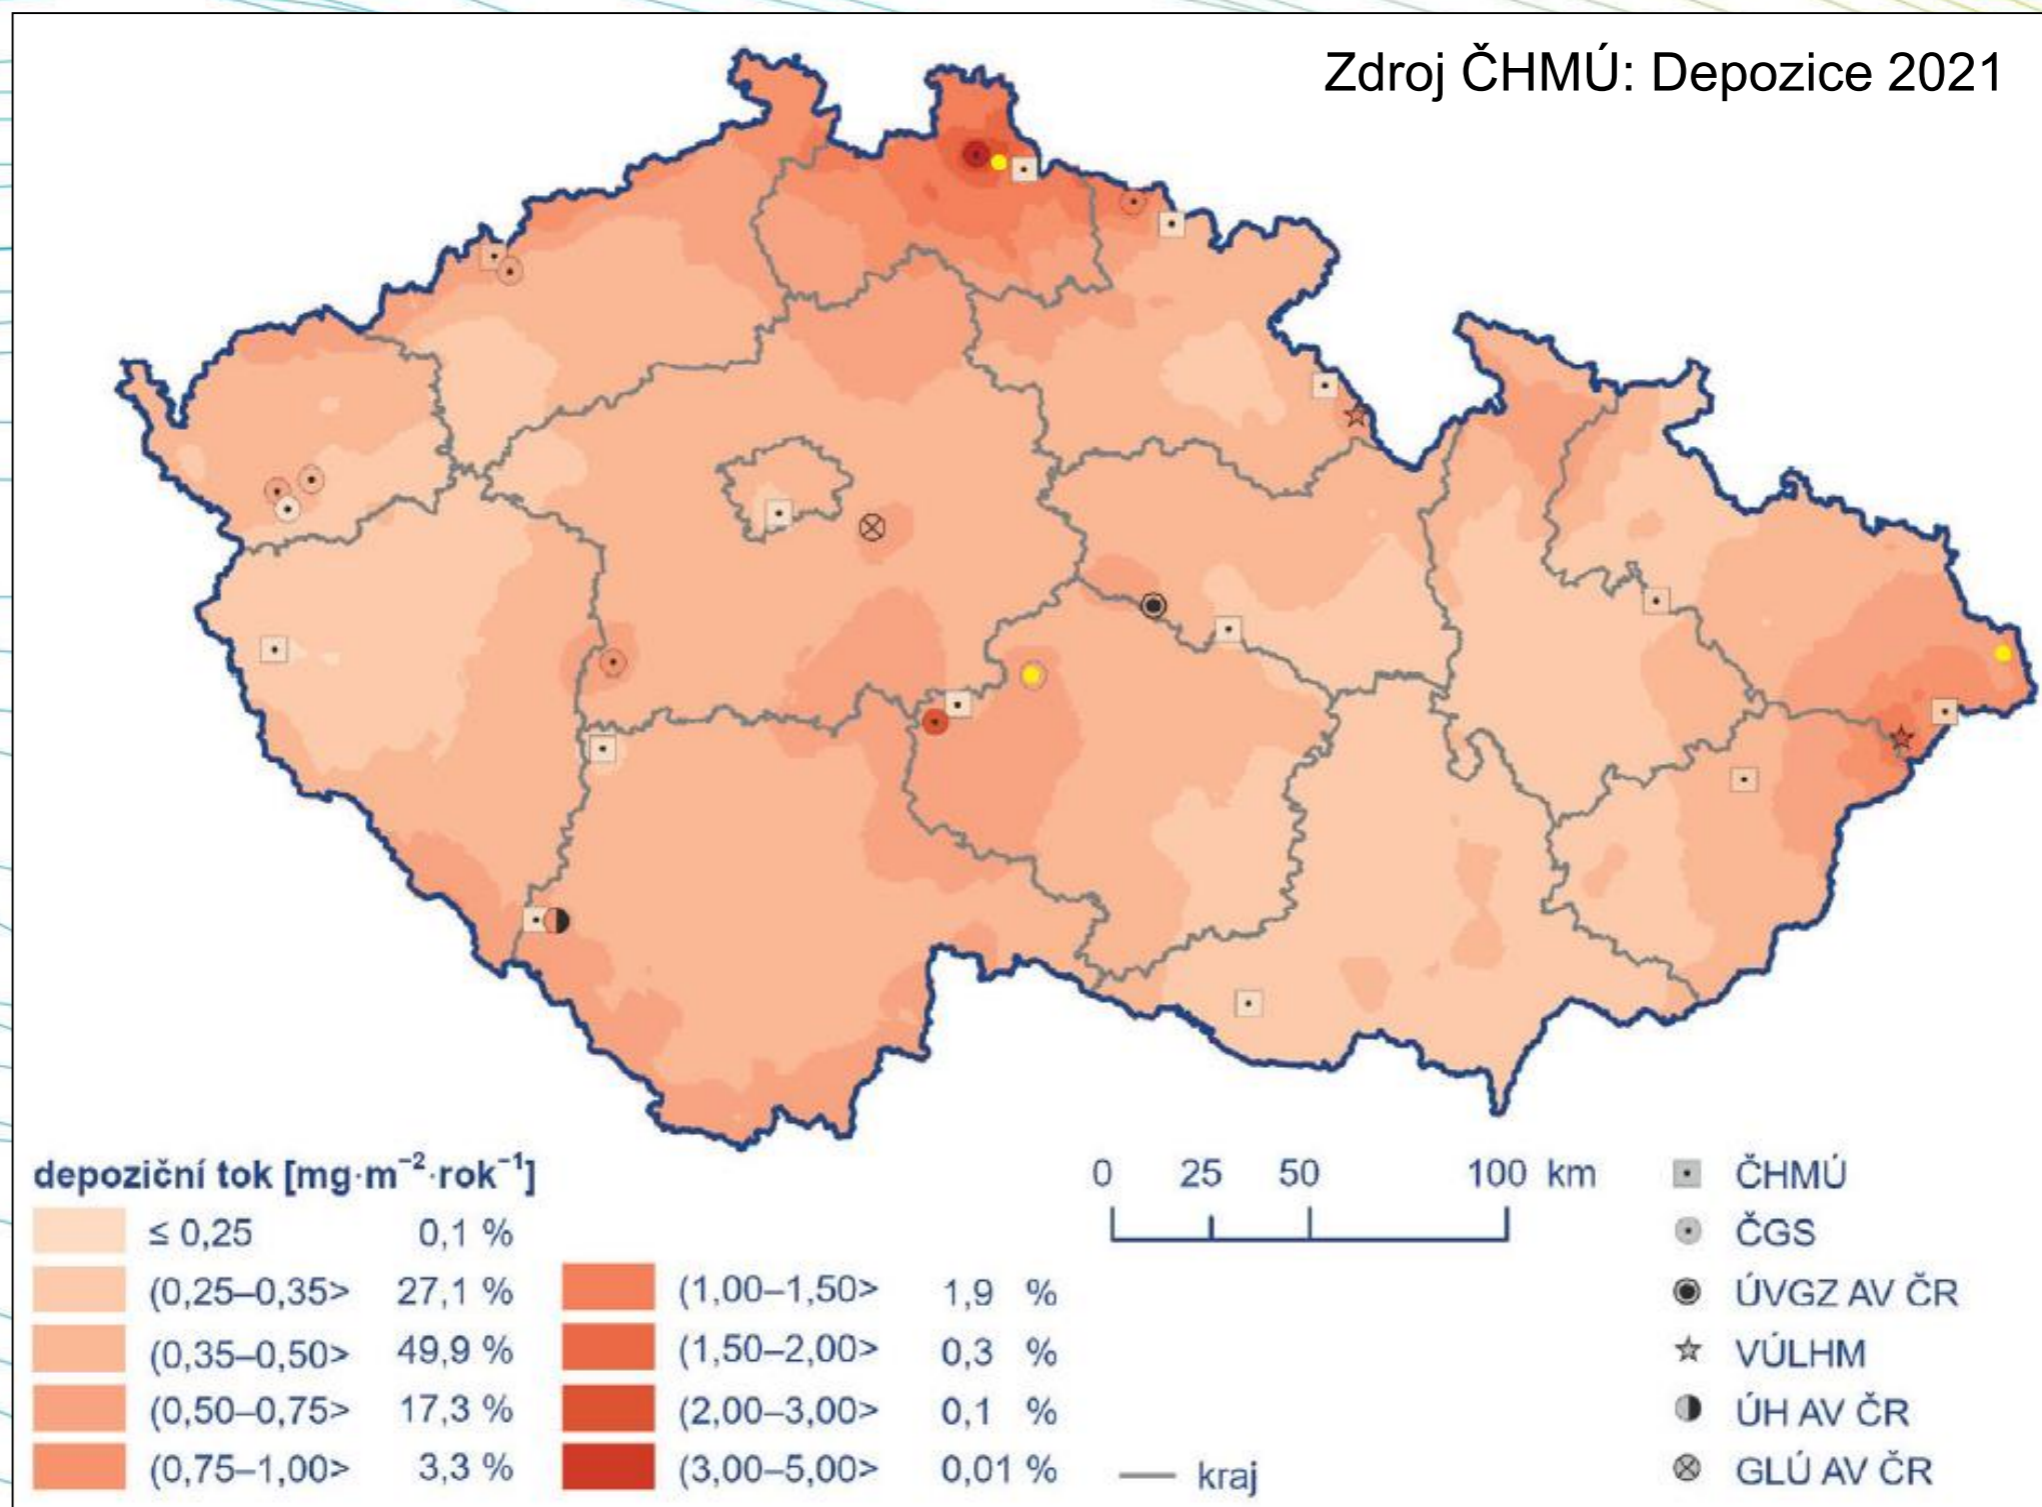 Zdroj ČHMÚ: Depozice 2021
depoziční tok [mg·m⁻²·rok⁻¹]
≤ 0,25 0,1 %
(0,25–0,35> 27,1 %
(0,35–0,50> 49,9 %
(0,50–0,75> 17,3 %
(0,75–1,00> 3,3 %
(1,00–1,50> 1,9 %
(1,50–2,00> 0,3 %
(2,00–3,00> 0,1 %
(3,00–5,00> 0,01 %
0 25 50 100 km
kraj
ČHMÚ
ČGS
ÚVGZ AV ČR
VÚLHM
ÚH AV ČR
GLÚ AV ČR